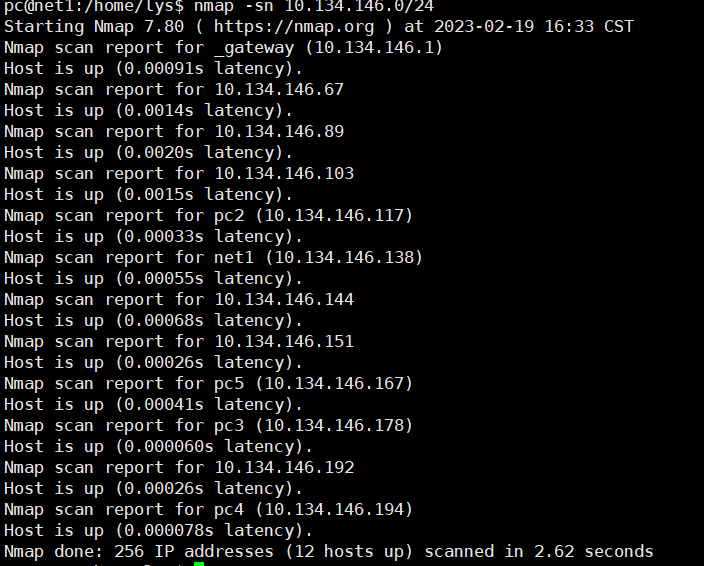 pc@net1:/home/lys$ nmap -sn 10.134.146.0/24
Starting Nmap 7.80 ( https://nmap.org ) at 2023-02-19 16:33 CST
Nmap scan report for _gateway (10.134.146.1)
Host is up (0.00091s latency).
Nmap scan report for 10.134.146.67
Host is up (0.0014s latency).
Nmap scan report for 10.134.146.89
Host is up (0.0020s latency).
Nmap scan report for 10.134.146.103
Host is up (0.0015s latency).
Nmap scan report for pc2 (10.134.146.117)
Host is up (0.00033s latency).
Nmap scan report for net1 (10.134.146.138)
Host is up (0.00055s latency).
Nmap scan report for 10.134.146.144
Host is up (0.00068s latency).
Nmap scan report for 10.134.146.151
Host is up (0.00026s latency).
Nmap scan report for pc5 (10.134.146.167)
Host is up (0.00041s latency).
Nmap scan report for pc3 (10.134.146.178)
Host is up (0.000060s latency).
Nmap scan report for 10.134.146.192
Host is up (0.00026s latency).
Nmap scan report for pc4 (10.134.146.194)
Host is up (0.000078s latency).
Nmap done: 256 IP addresses (12 hosts up) scanned in 2.62 seconds